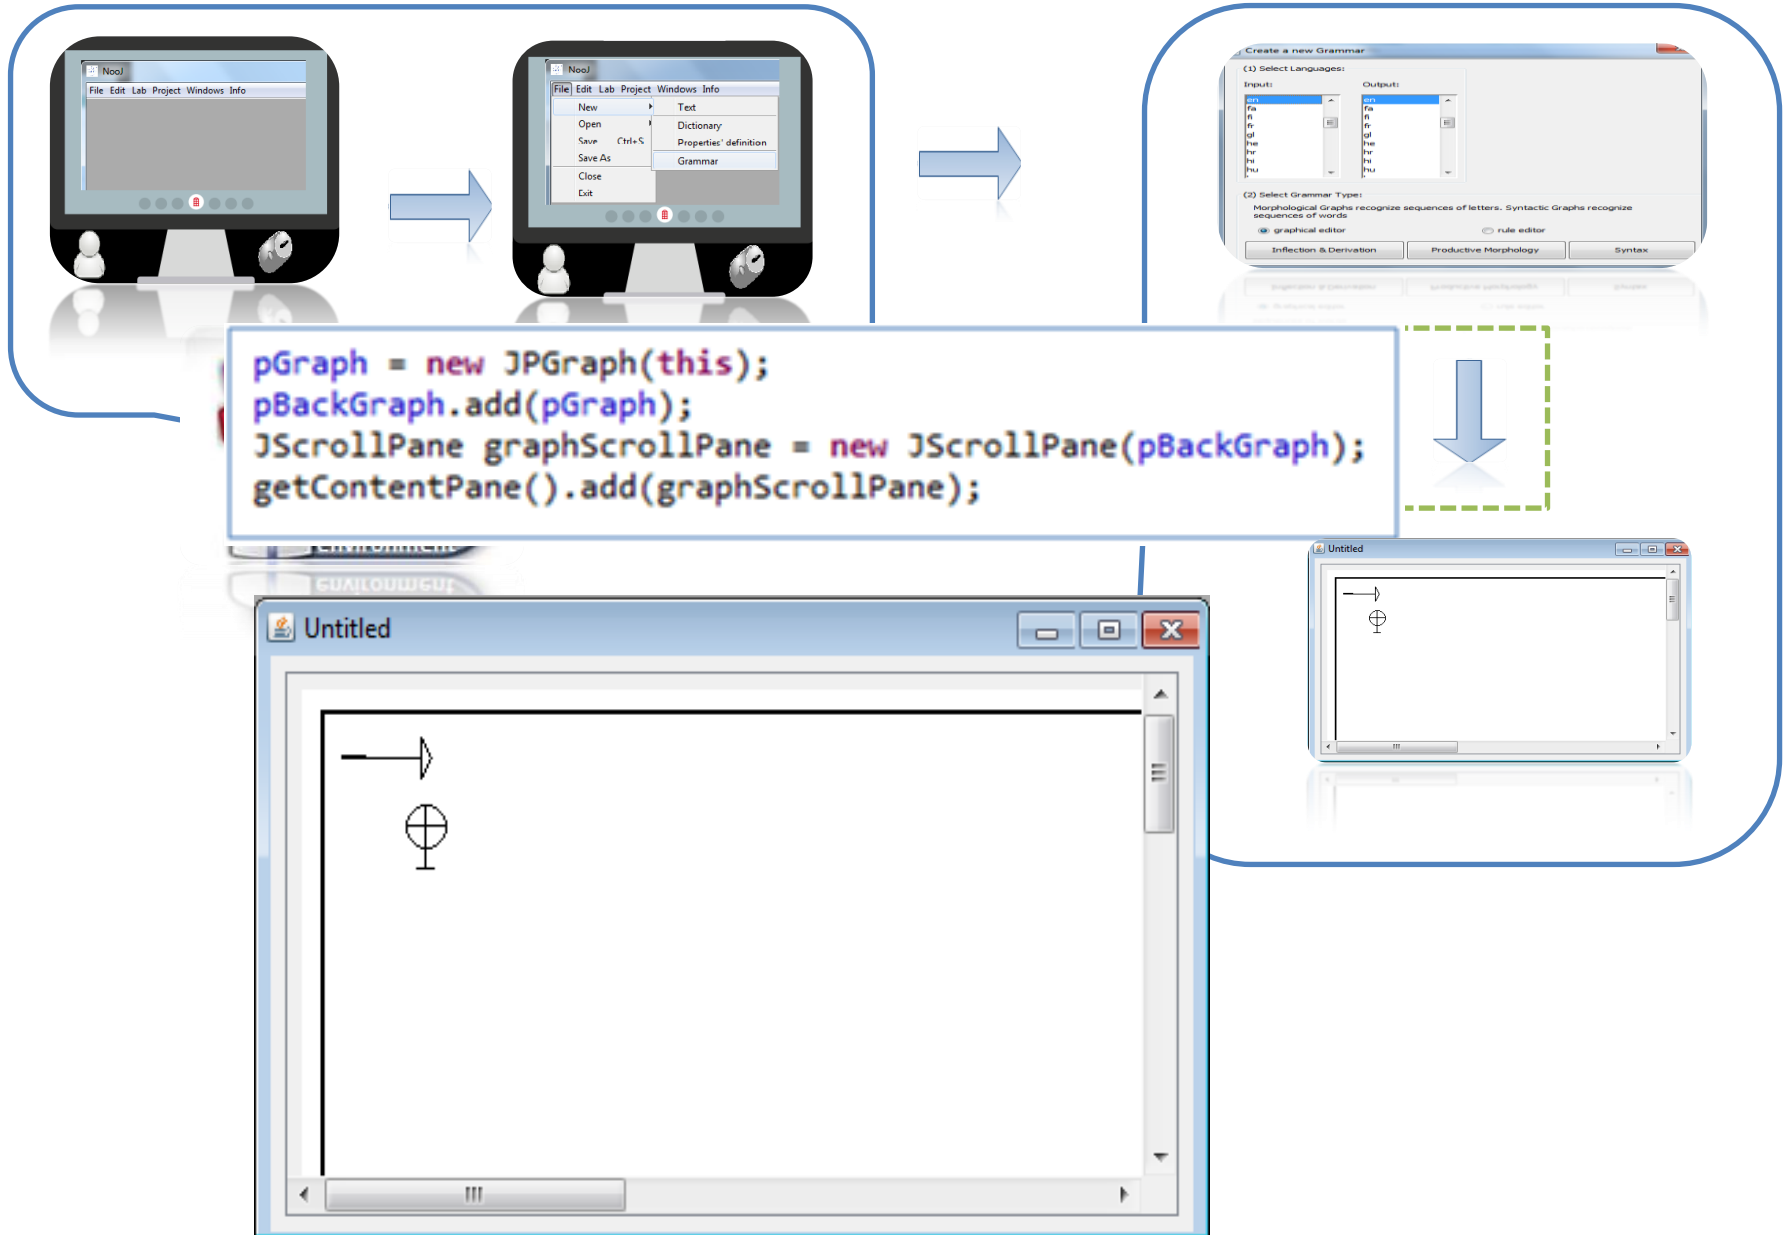 NooJ
File Edit Lab Project Windows Info
NooJ
File Edit Lab Project Windows Info
New
Text
Open
Dictionary
Save Ctrl+S
Properties' definition
Save As
Grammar
Close
Exit
Create a new Grammar
(1) Select Languages:
Input: Output:
en en
fa fa
fi fi
fr fr
gl gl
he he
hr hr
hi hi
hu hu
(2) Select Grammar Type:
Morphological Graphs recognize sequences of letters. Syntactic Graphs recognize
sequences of words
graphical editor rule editor
Inflection & Derivation Productive Morphology Syntax
pGraph = new JPGraph(this);
pBackGraph.add(pGraph);
JScrollPane graphScrollPane = new JScrollPane(pBackGraph);
getContentPane().add(graphScrollPane);
environment
Untitled
Untitled